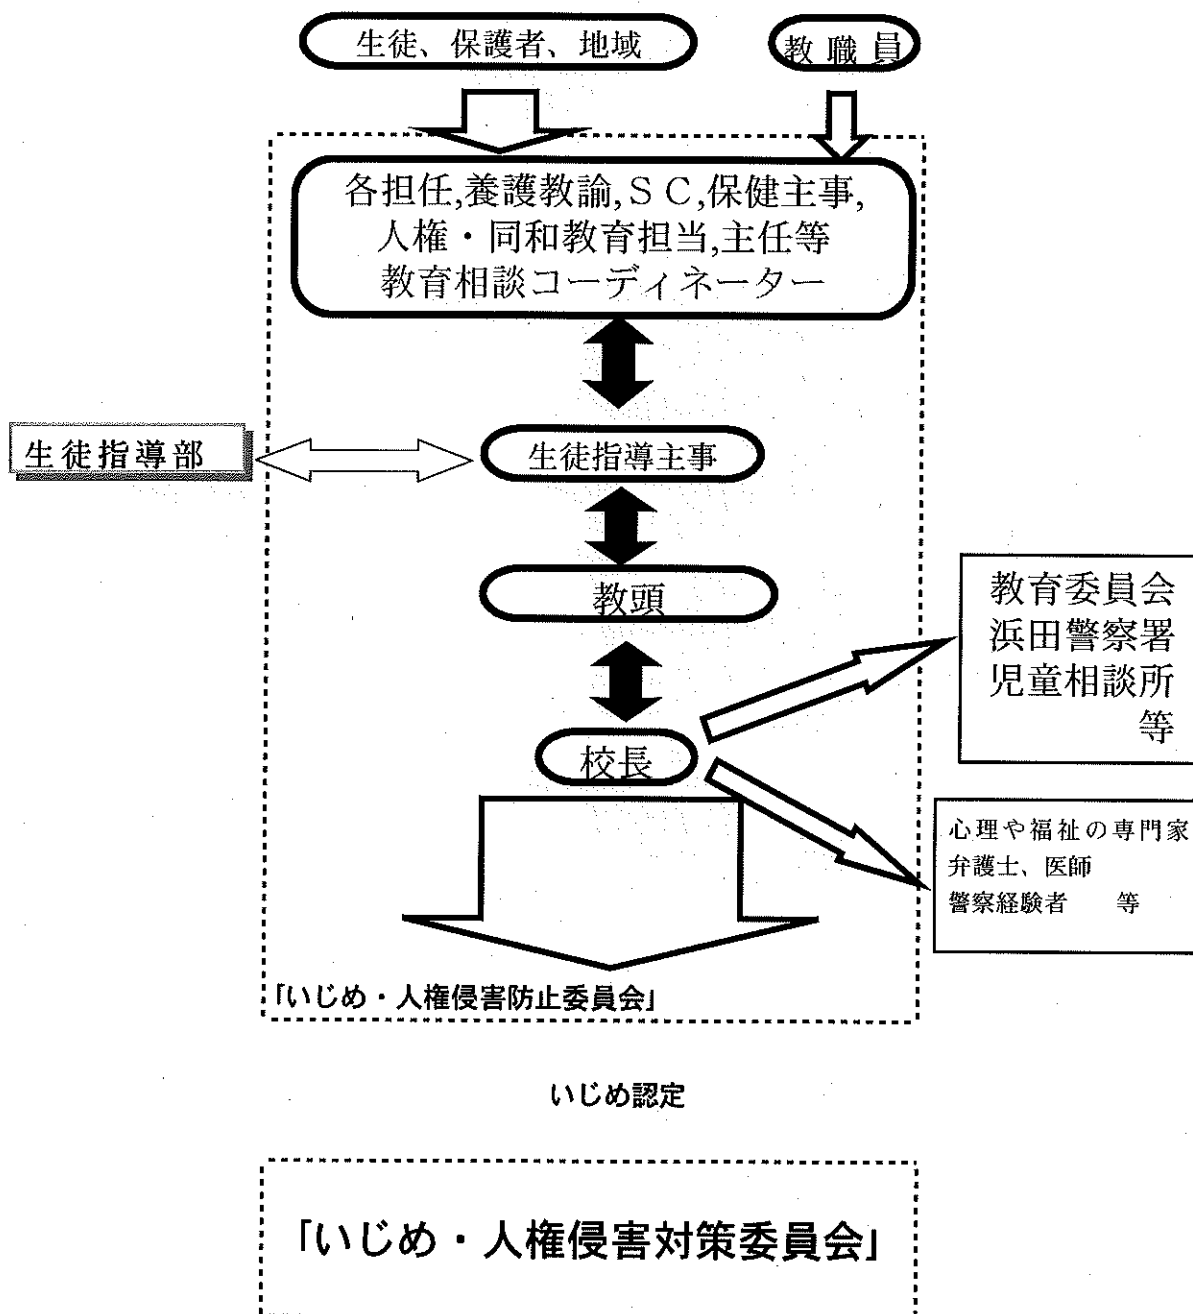 生徒、保護者、地域
教職員
各担任,養護教諭,ＳＣ,保健主事,
人権・同和教育担当,主任等
教育相談コーディネーター
生徒指導部
生徒指導主事
教頭
教育委員会
浜田警察署
児童相談所
等
校長
心理や福祉の専門家
弁護士、医師
警察経験者　等
「いじめ・人権侵害防止委員会」
いじめ認定
「いじめ・人権侵害対策委員会」